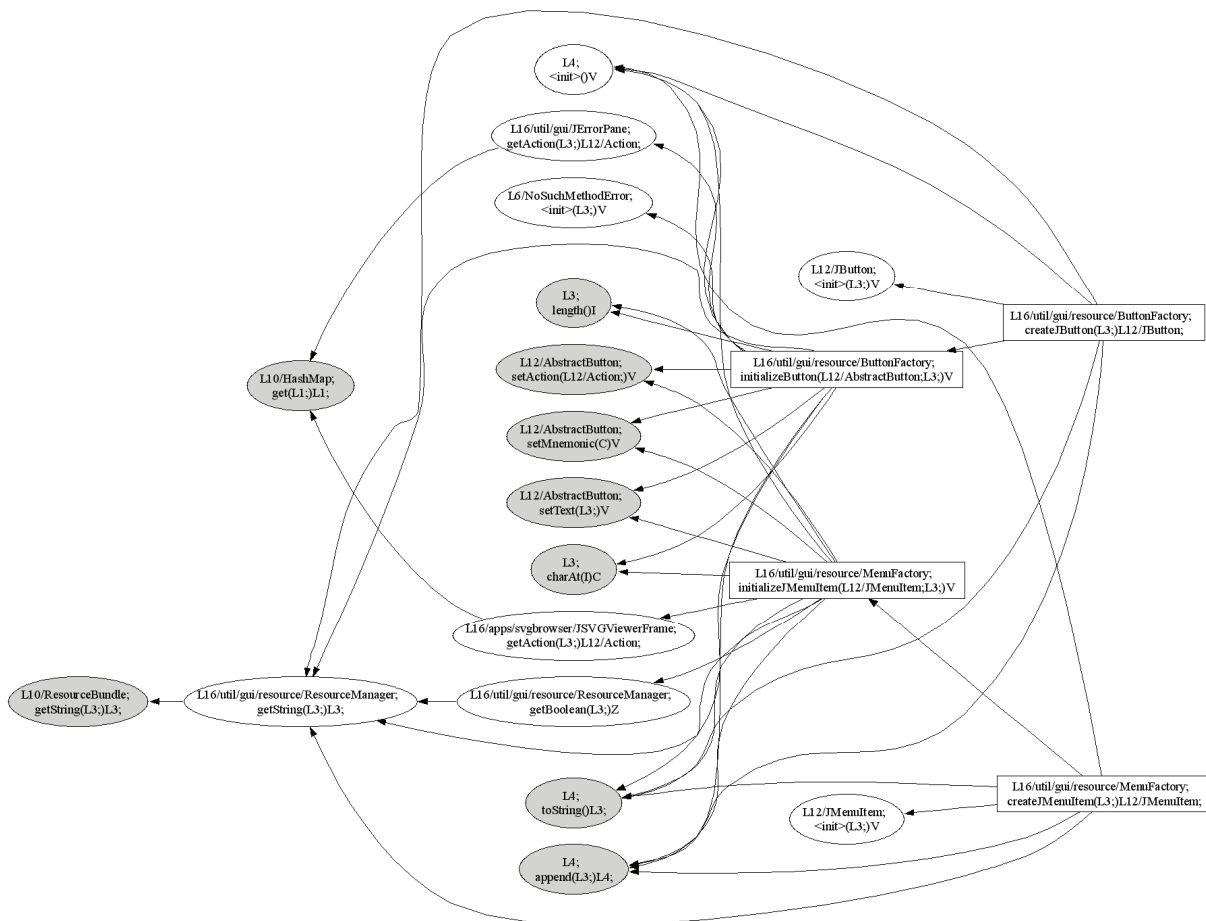 L4;
<init>()V
L16/util/gui/JErrorPane;
getAction(L3;)L12/Action;
L6/NoSuchMethodError;
<init>(L3;)V
L12/JButton;
<init>(L3;)V
L3;
length()I
L16/util/gui/resource/ButtonFactory;
createJButton(L3;)L12/JButton;
L12/AbstractButton;
setAction(L12/Action;)V
L16/util/gui/resource/ButtonFactory;
initializeButton(L12/AbstractButton;L3;)V
L10/HashMap;
get(L1;)L1;
L12/AbstractButton;
setMnemonic(C)V
L12/AbstractButton;
setText(L3;)V
L3;
charAt(I)C
L16/util/gui/resource/MenuFactory;
initializeJMenuItem(L12/JMenuItem;L3;)V
L16/apps/svgbrowser/JSVGViewerFrame;
getAction(L3;)L12/Action;
L10/ResourceBundle;
getString(L3;)L3;
L16/util/gui/resource/ResourceManager;
getString(L3;)L3;
L16/util/gui/resource/ResourceManager;
getBoolean(L3;)Z
L4;
toString()L3;
L16/util/gui/resource/MenuFactory;
createJMenuItem(L3;)L12/JMenuItem;
L12/JMenuItem;
<init>(L3;)V
L4;
append(L3;)L4;